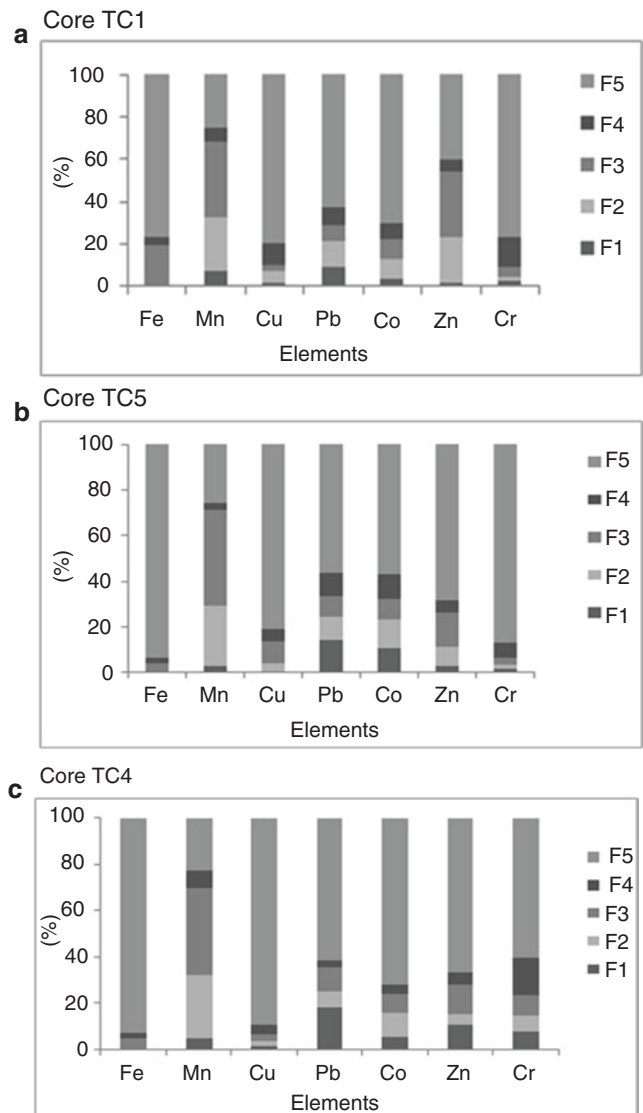 Core TC1
a
100
80
60
40
20
0
(%)
Fe Mn Cu Pb Co Zn Cr
Elements
F5
F4
F3
F2
F1
Core TC5
b
100
80
60
40
20
0
(%)
Fe Mn Cu Pb Co Zn Cr
Elements
F5
F4
F3
F2
F1
Core TC4
c
100
80
60
40
20
0
(%)
Fe Mn Cu Pb Co Zn Cr
Elements
F5
F4
F3
F2
F1